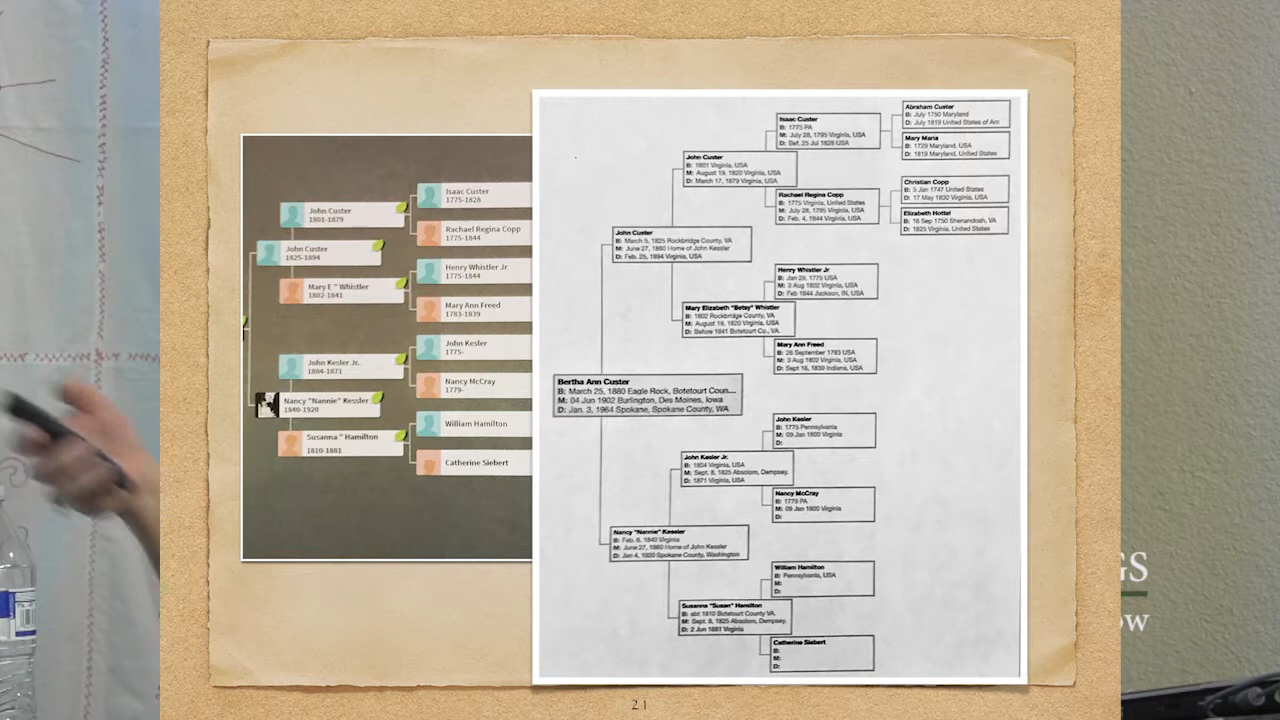 John Custer
1801-1879
John Custer
1825-1894
Mary E " Whistler
1802-1841
Isaac Custer
1775-1828
Rachael Regina Copp
1775-1844
Henry Whistler Jr
1775-1844
Mary Ann Freed
1783-1839
John Kesler Jr.
1804-1871
Nancy "Nannie" Kessler
1840-1920
Susanna " Hamilton
1810-1881
John Kesler
1775-
Nancy McCray
1779-
William Hamilton
Catherine Siebert
Bertha Ann Custer
B: March 25, 1880 Eagle Rock, Botetourt Coun...
M: 04 Jun 1902 Burlington, Des Moines, Iowa
D: Jan. 3, 1964 Spokane, Spokane County, WA
John Custer
B: March 5, 1825 Rockbridge County, VA
M: June 27, 1860 Home of John Kessler
D: Feb. 25, 1894 Virginia, USA
John Custer
B: 1801 Virginia, USA
M: August 19, 1820 Virginia, USA
D: March 17, 1879 Virginia, USA
Isaac Custer
B: 1775 PA
M: July 28, 1795 Virginia, USA
D: Bef. 25 Jul 1828 USA
Abraham Custer
B: July 1750 Maryland
D: July 1819 United States of Am
Mary Maria
B: 1729 Maryland, USA
D: 1819 Maryland, United States
Rachael Regina Copp
B: 1775 Virginia, United States
M: July 28, 1795 Virginia, USA
D: Feb. 4, 1844 Virginia, USA
Christian Copp
B: 5 Jan 1747 United States
D: 17 May 1830 Virginia, USA
Elizabeth Hottel
B: 16 Sep 1750 Shenandoah, VA
D: 1825 Virginia, United States
Mary Elizabeth "Betsy" Whistler
B: 1802 Rockbridge County, VA
M: August 19, 1820 Virginia, USA
D: Before 1841 Botetourt Co., VA.
Henry Whistler Jr
B: Jan 29, 1775 USA
M: 3 Aug 1802 Virginia, USA
D: Feb 1844 Jackson, IN, USA
Mary Ann Freed
B: 26 September 1783 USA
M: 3 Aug 1802 Virginia, USA
D: Sept 16, 1839 Indiana, USA
Nancy "Nannie" Kessler
B: Feb. 6, 1840 Virginia
M: June 27, 1860 Home of John Kessler
D: Jan 4, 1920 Spokane County, Washington
John Kesler Jr.
B: 1804 Virginia, USA
M: Sept. 8, 1825 Absolom, Dempsey.
D: 1871 Virginia, USA
John Kesler
B: 1775 Pennsylvania
M: 09 Jan 1800 Virginia
D:
Nancy McCray
B: 1779 PA
M: 09 Jan 1800 Virginia
D:
Susanna "Susan" Hamilton
B: abt 1810 Botetourt County VA.
M: Sept. 8, 1825 Absolom, Dempsey.
D: 2 Jun 1881 Virginia
William Hamilton
B: Pennsylvania, USA
M:
D:
Catherine Siebert
B:
M:
D:
21
GS
OW